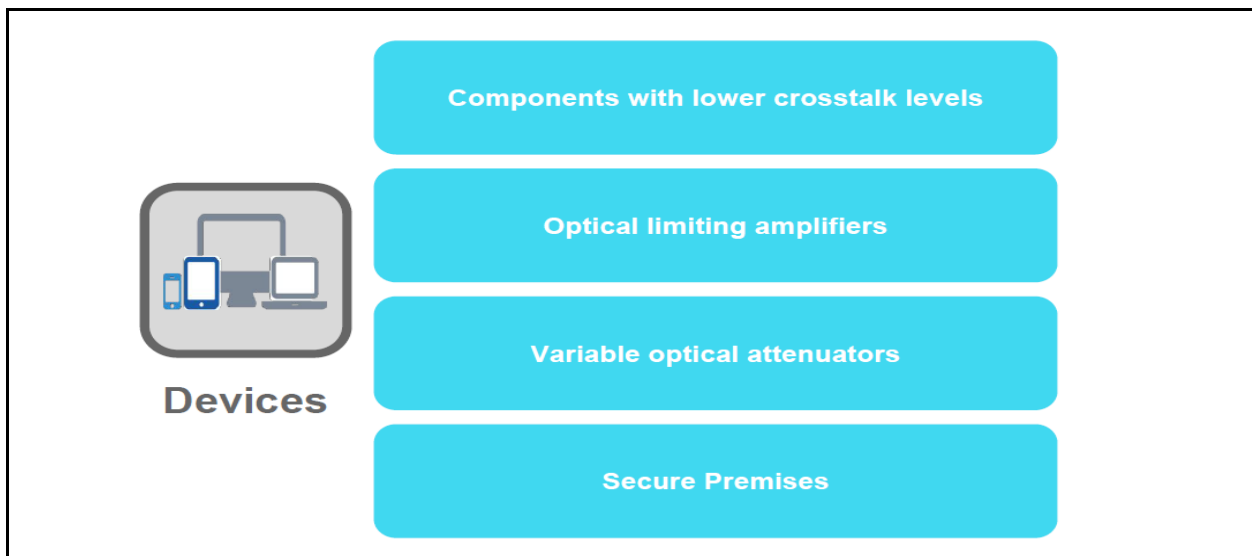 Components with lower crosstalk levels
Optical limiting amplifiers
Variable optical attenuators
Devices
Secure Premises